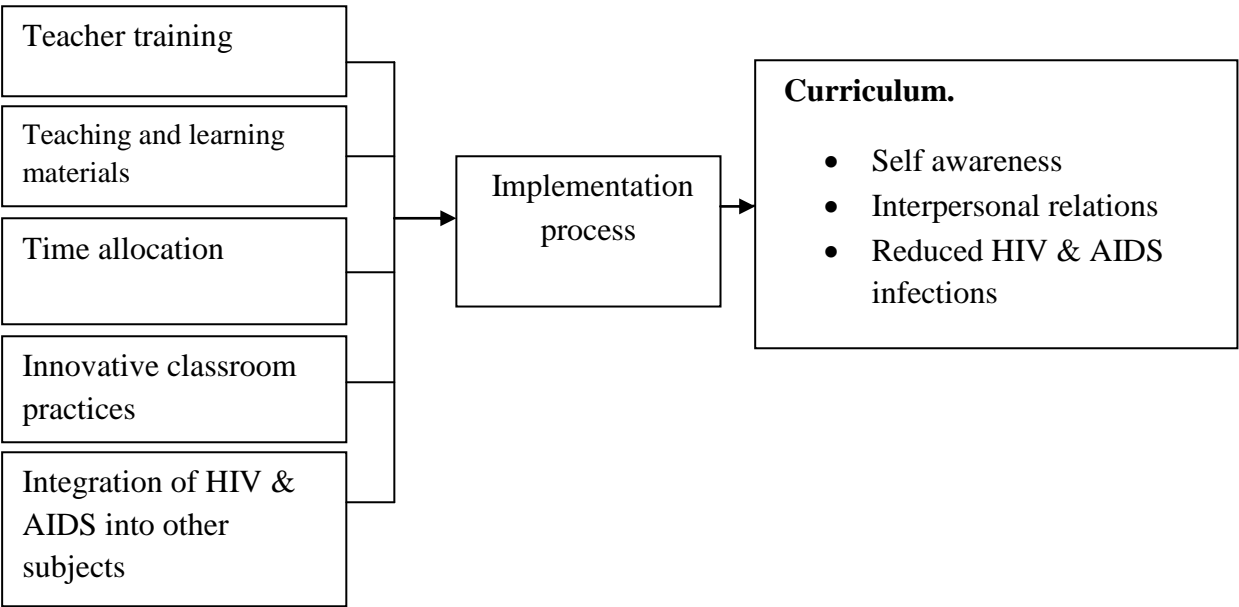 Teacher training
Teaching and learning
materials
Time allocation
Innovative classroom
practices
Integration of HIV &
AIDS into other
subjects
Implementation
process
Curriculum.
• Self awareness
• Interpersonal relations
• Reduced HIV & AIDS
infections